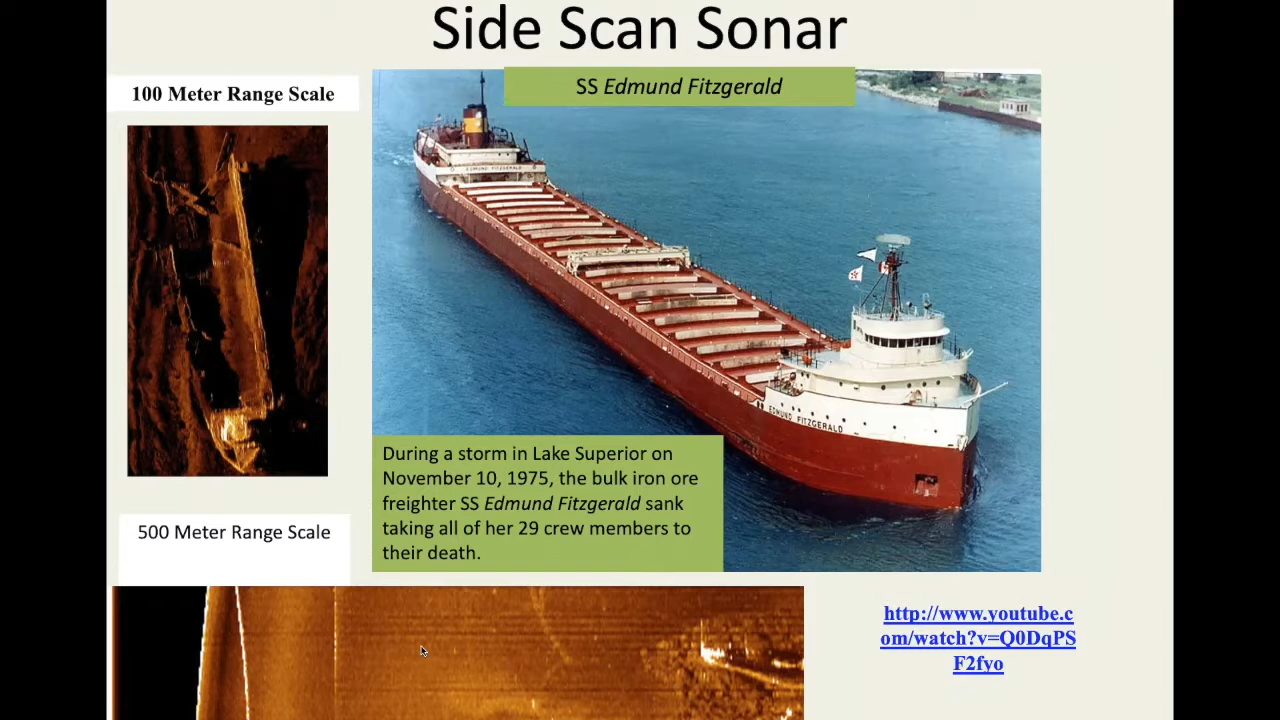 Side Scan Sonar
100 Meter Range Scale
SS Edmund Fitzgerald
EDMUND FITZGERALD
EDMUND FITZGERALD
During a storm in Lake Superior on
November 10, 1975, the bulk iron ore
freighter SS Edmund Fitzgerald sank
taking all of her 29 crew members to
their death.
500 Meter Range Scale
http://www.youtube.c
om/watch?v=Q0DqPS
F2fyo